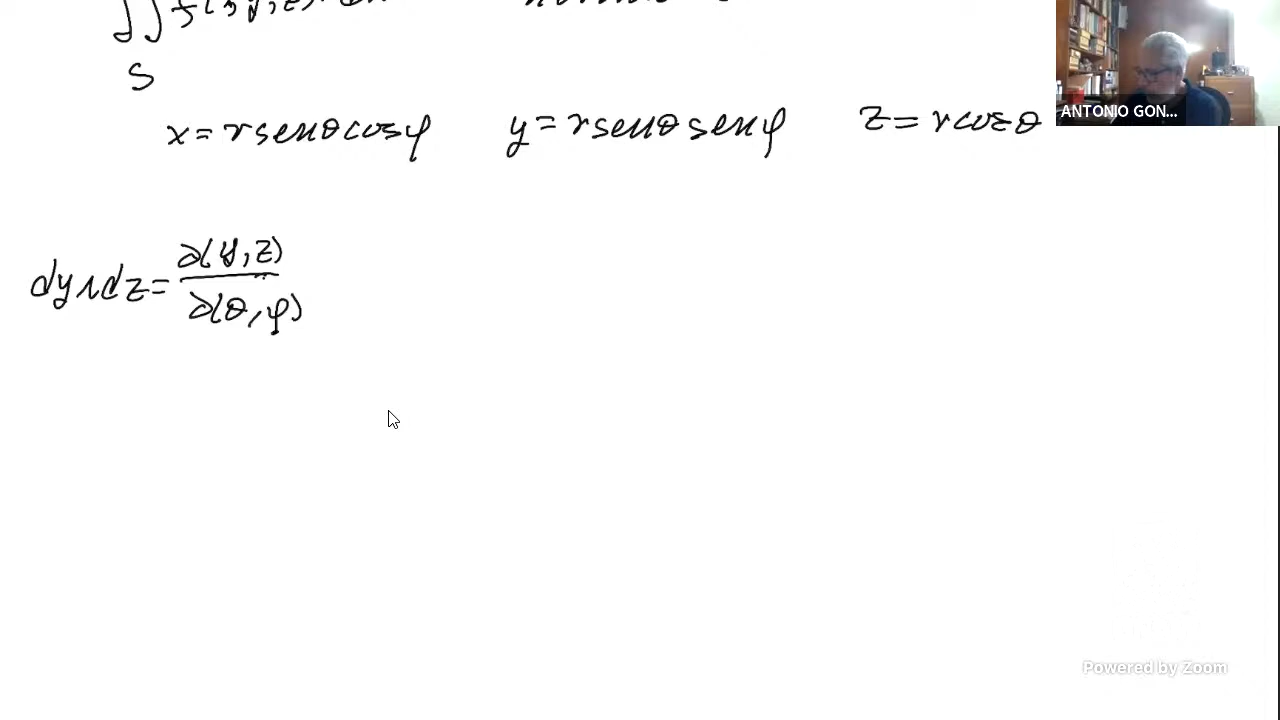 ∫∫
S
x = r senθ cosφ y = r senθ senφ z = r cosθ
ANTONIO GON...
dy∧dz = ∂(y,z)/∂(θ,φ)
Powered by Zoom